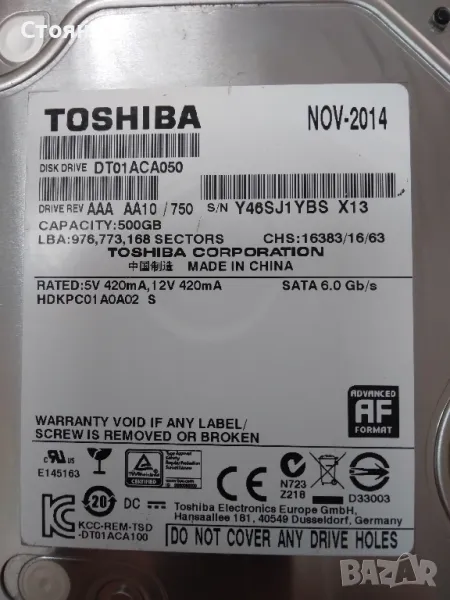 Стоян
TOSHIBA
NOV-2014
DISK DRIVE DT01ACA050
DRIVE REV AAA AA10 / 750 S/N Y46SJ1YBS X13
CAPACITY:500GB
LBA:976,773,168 SECTORS CHS:16383/16/63
TOSHIBA CORPORATION
中国制造 MADE IN CHINA
RATED:5V 420mA,12V 420mA SATA 6.0 Gb/s
HDKPC01A0A02 S
ADVANCED
AF
FORMAT
WARRANTY VOID IF ANY LABEL/
SCREW IS REMOVED OR BROKEN
E145163
N723
Z218
D33003
20
DC
Toshiba Electronics Europe GmbH,
Hansaallee 181, 40549 Dusseldorf, Germany
KCC-REM-TSD
-DT01ACA100
DO NOT COVER ANY DRIVE HOLES
BAZAR